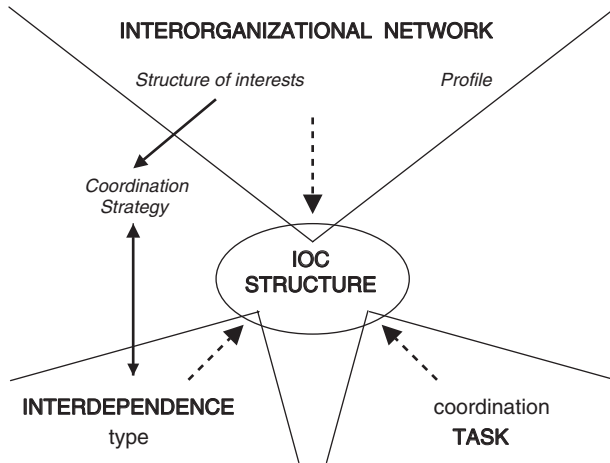 INTERORGANIZATIONAL NETWORK
Structure of interests
Profile
Coordination
Strategy
IOC
STRUCTURE
INTERDEPENDENCE
type
coordination
TASK